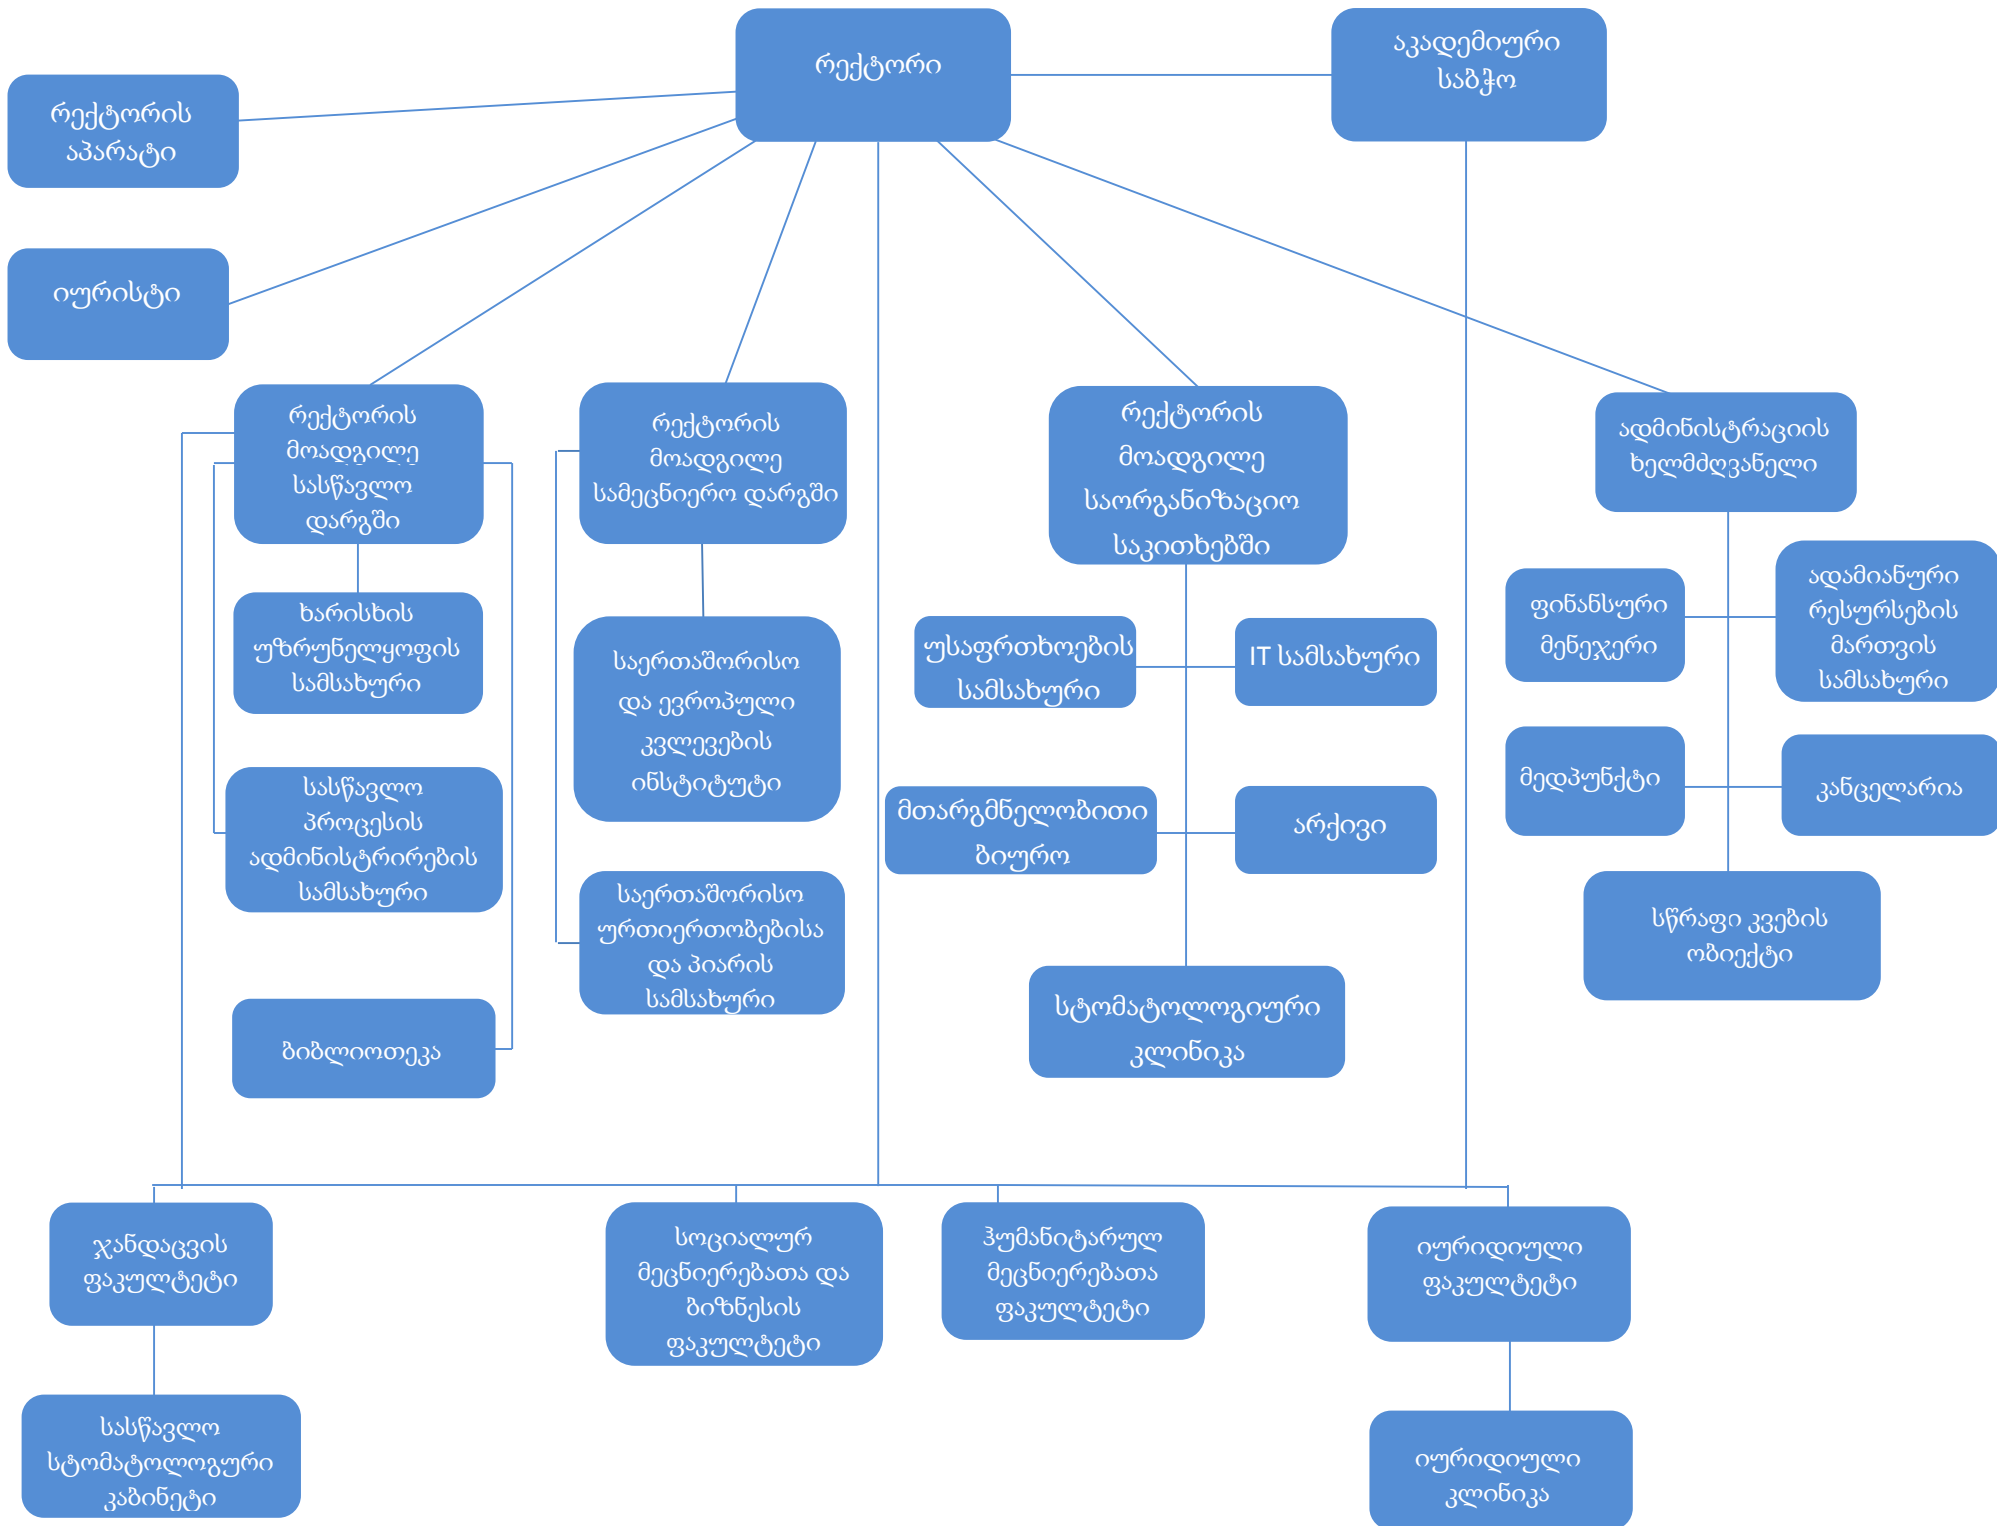 რექტორი
აკადემიური
საბჭო
რექტორის
აპარატი
იურისტი
რექტორის
მოადგილე
სასწავლო
დარგში
რექტორის
მოადგილე
სამეცნიერო დარგში
რექტორის
მოადგილე
საორგანიზაციო
საკითხებში
ადმინისტრაციის
ხელმძღვანელი
ხარისხის
უზრუნელყოფის
სამსახური
საერთაშორისო
და ევროპული
კვლევების
ინსტიტუტი
უსაფრთხოების
სამსახური
IT სამსახური
ფინანსური
მენეჯერი
ადამიანური
რესურსების
მართვის
სამსახური
სასწავლო
პროცესის
ადმინისტრირების
სამსახური
მთარგმნელობითი
ბიურო
არქივი
მედპუნქტი
კანცელარია
საერთაშორისო
ურთიერთობებისა
და პიარის
სამსახური
სწრაფი კვების
ობიექტი
ბიბლიოთეკა
სტომატოლოგიური
კლინიკა
ჯანდაცვის
ფაკულტეტი
სოციალურ
მეცნიერებათა და
ბიზნესის
ფაკულტეტი
ჰუმანიტარულ
მეცნიერებათა
ფაკულტეტი
იურიდიული
ფაკულტეტი
სასწავლო
სტომატოლოგური
კაბინეტი
იურიდიული
კლინიკა